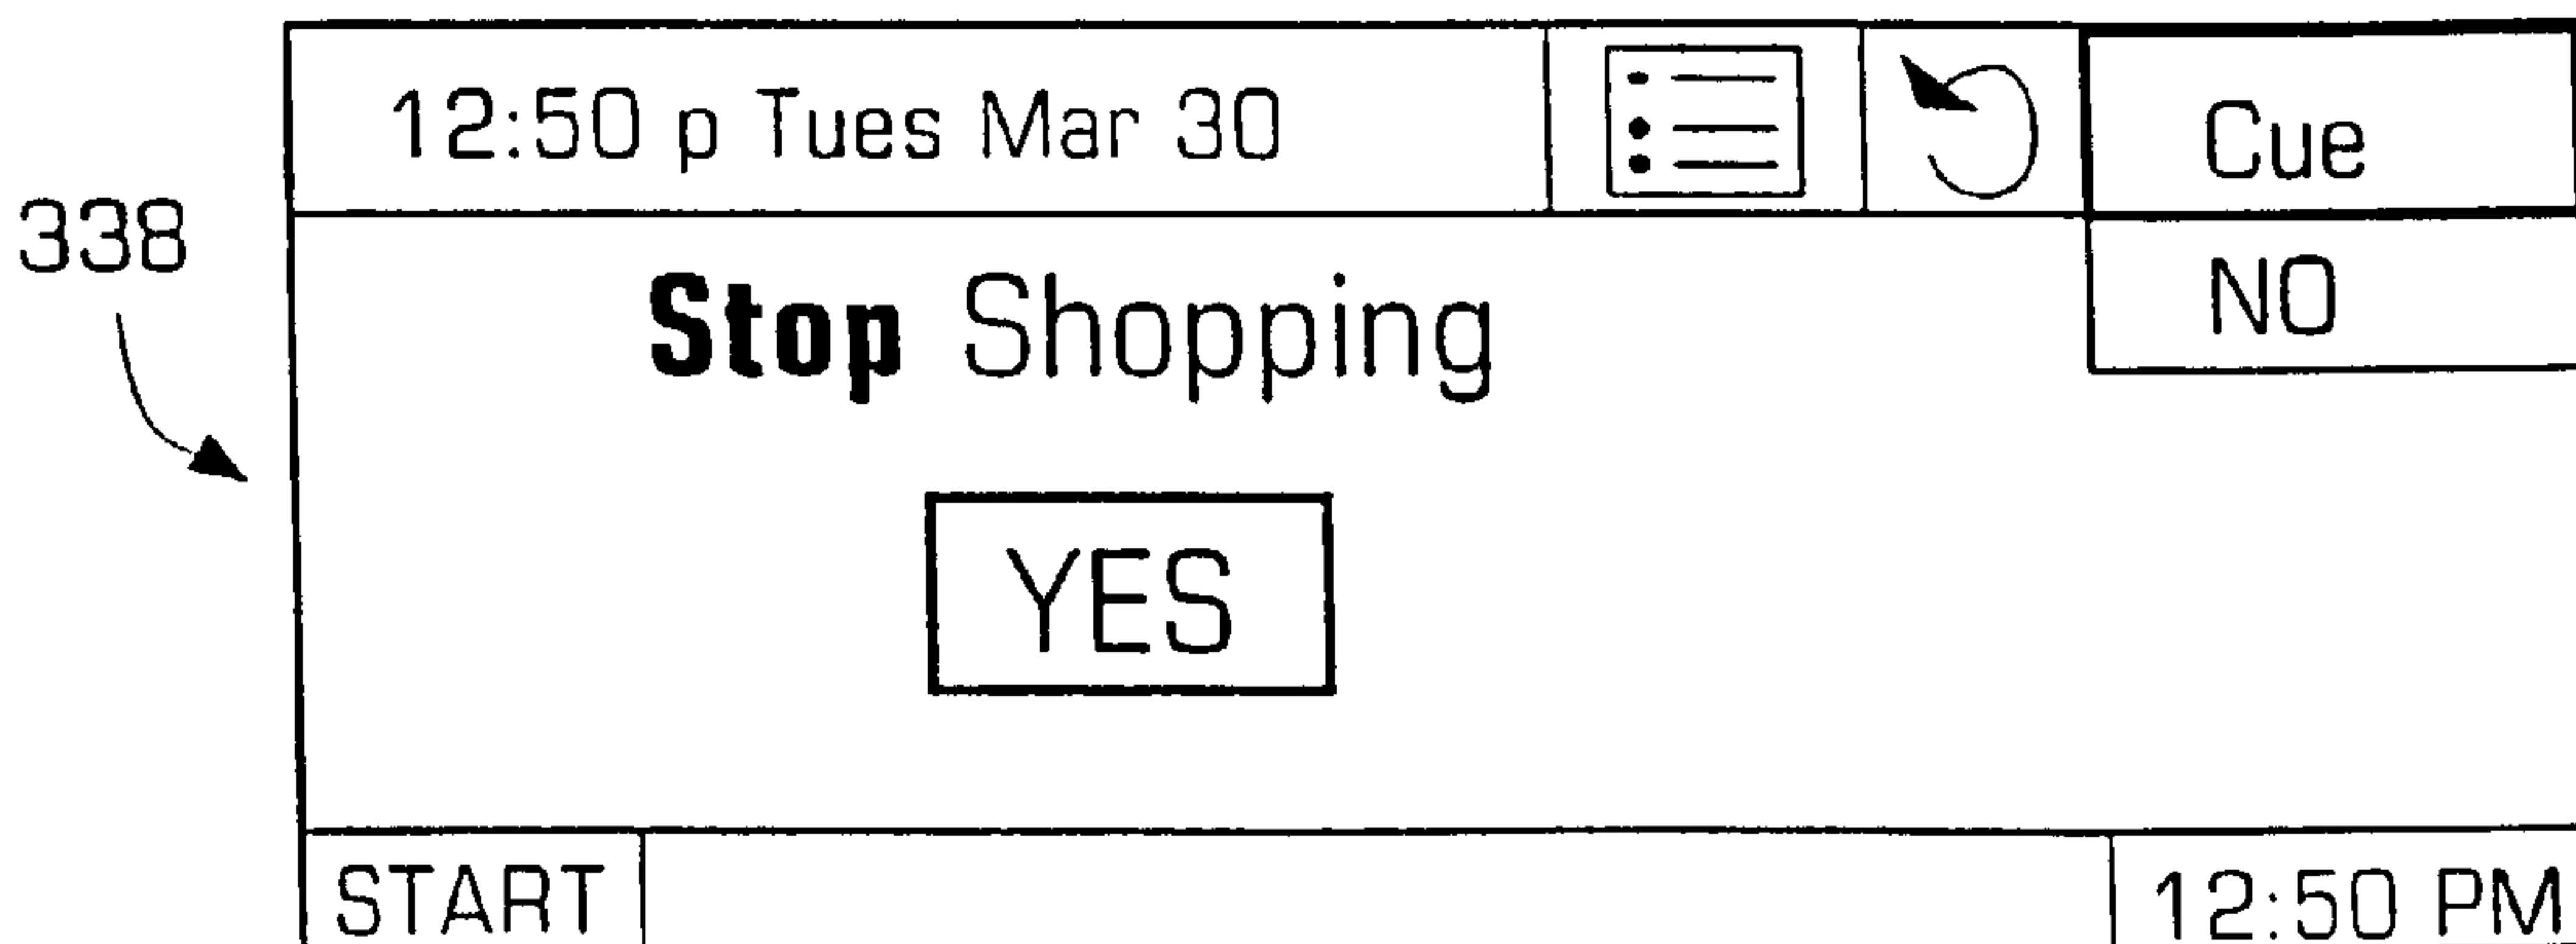 12:50 p Tues Mar 30
Cue
338
NO
Stop Shopping
YES
START
12:50 PM